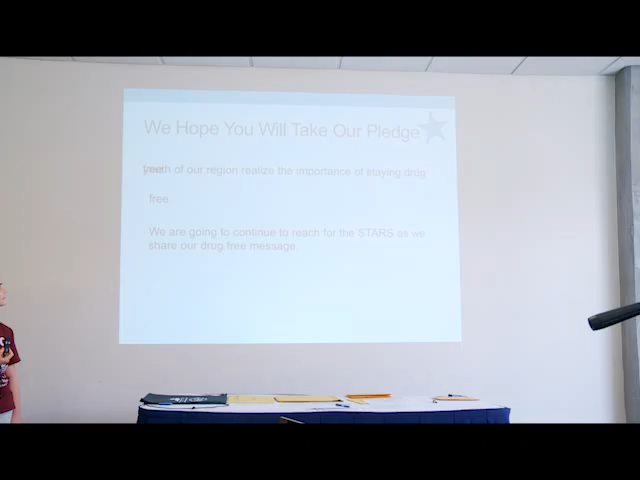 We Hope You Will Take Our Pledge
youth of our region realize the importance of staying drug
free.
We are going to continue to reach for the STARS as we
share our drug free message.